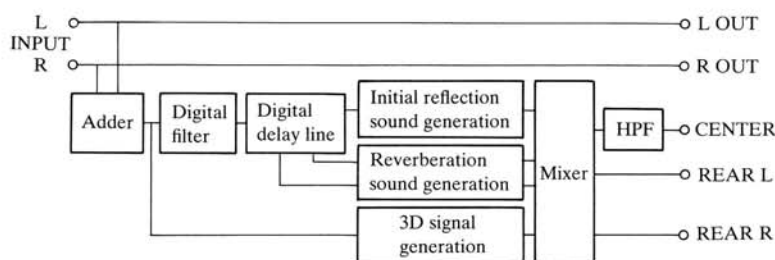 L
INPUT
R
L OUT
R OUT
Adder
Digital
filter
Digital
delay line
Initial reflection
sound generation
Reverberation
sound generation
3D signal
generation
Mixer
HPF
CENTER
REAR L
REAR R